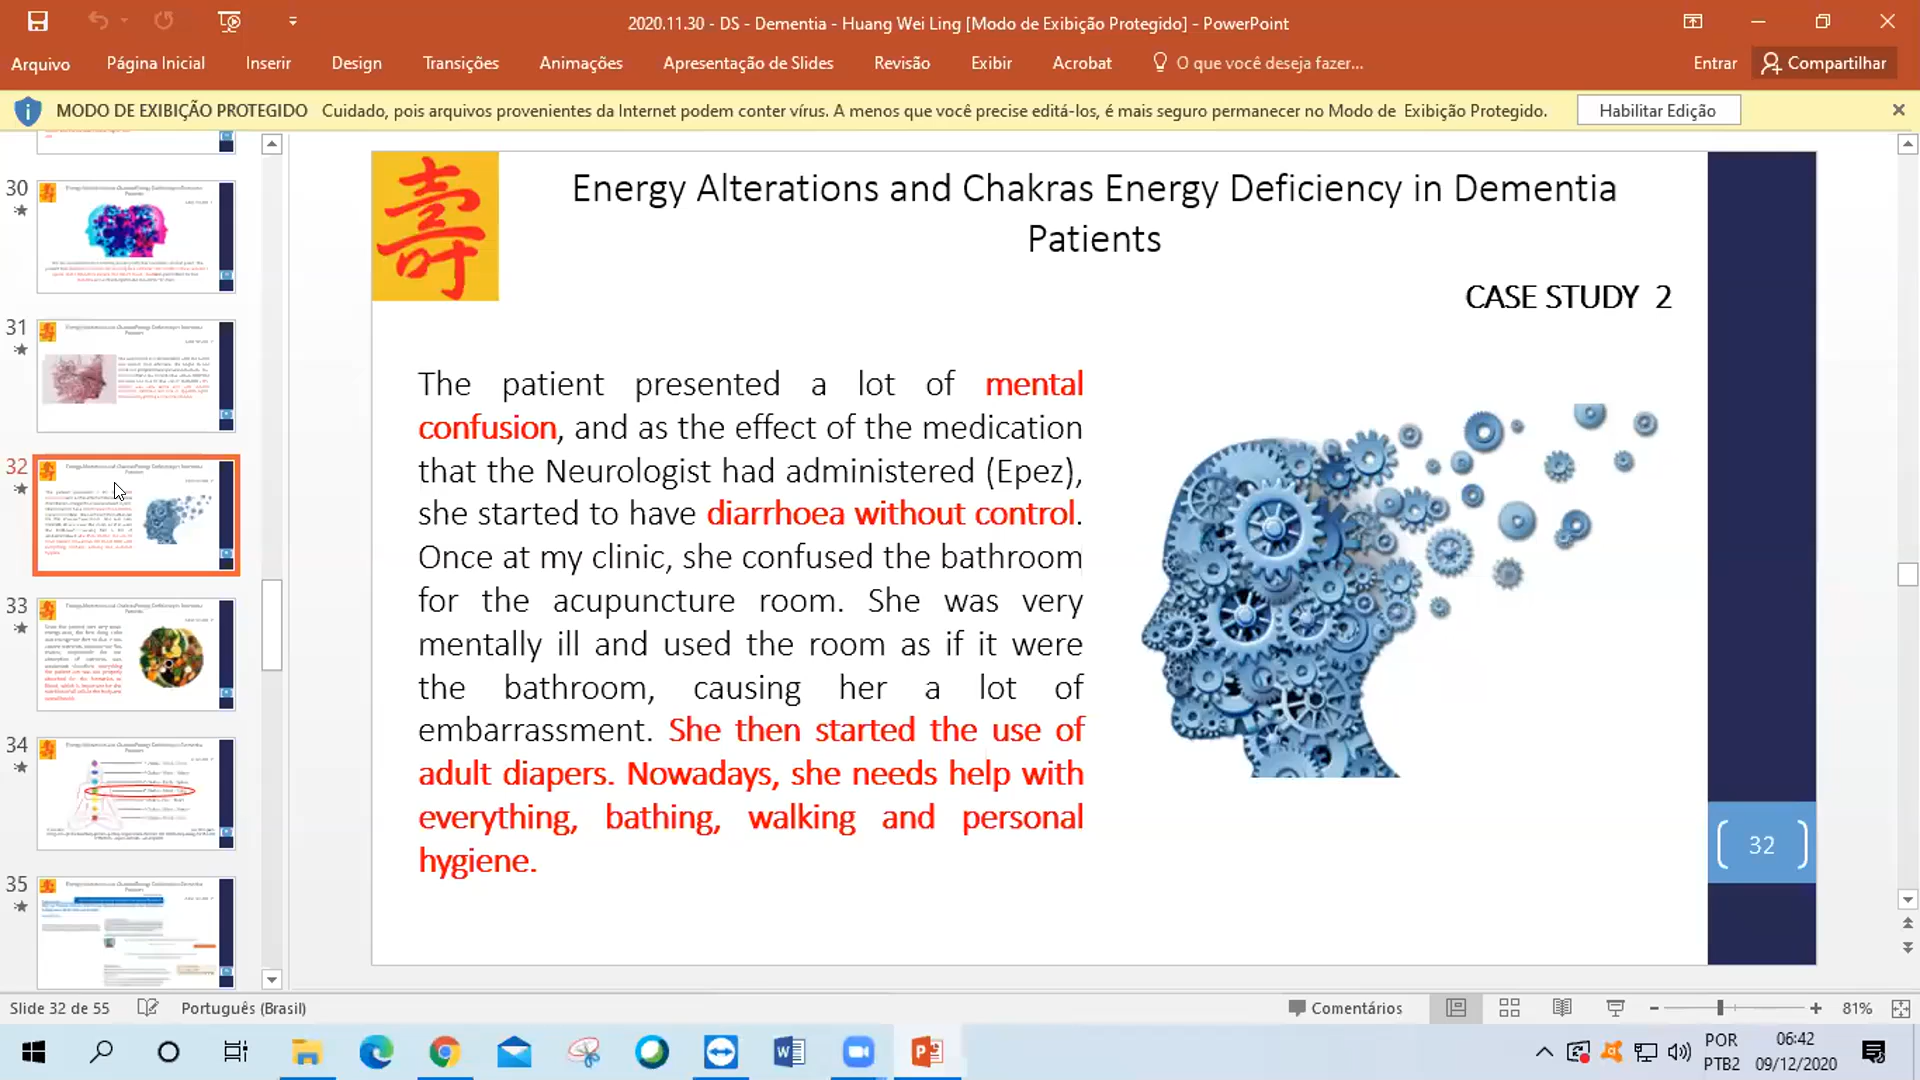 2020.11.30 - DS - Dementia - Huang Wei Ling [Modo de Exibição Protegido] - PowerPoint
Arquivo Página Inicial Inserir Design Transições Animações Apresentação de Slides Revisão Exibir Acrobat O que você deseja fazer... Entrar Compartilhar
MODO DE EXIBIÇÃO PROTEGIDO Cuidado, pois arquivos provenientes da Internet podem conter vírus. A menos que você precise editá-los, é mais seguro permanecer no Modo de Exibição Protegido. Habilitar Edição
30
31
32
33
34
35
壽
Energy Alterations and Chakras Energy Deficiency in Dementia
Patients
CASE STUDY 2
The patient presented a lot of mental
confusion, and as the effect of the medication
that the Neurologist had administered (Epez),
she started to have diarrhoea without control.
Once at my clinic, she confused the bathroom
for the acupuncture room. She was very
mentally ill and used the room as if it were
the bathroom, causing her a lot of
embarrassment. She then started the use of
adult diapers. Nowadays, she needs help with
everything, bathing, walking and personal
hygiene.
32
Slide 32 de 55 Português (Brasil) Comentários 81%
POR
PTB2
06:42
09/12/2020